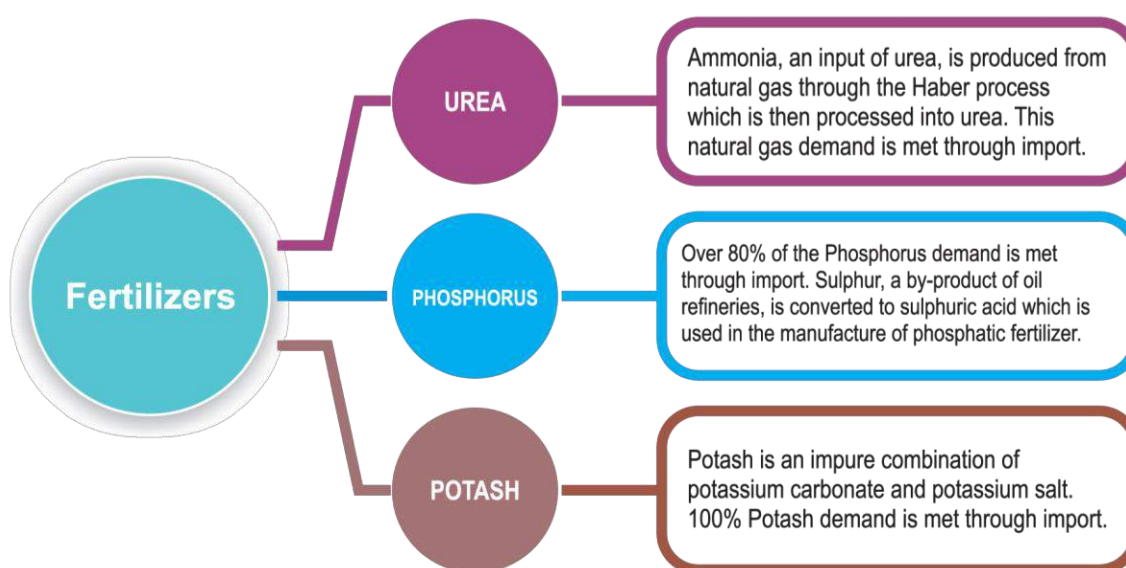 Fertilizers
UREA
Ammonia, an input of urea, is produced from
natural gas through the Haber process
which is then processed into urea. This
natural gas demand is met through import.
PHOSPHORUS
Over 80% of the Phosphorus demand is met
through import. Sulphur, a by-product of oil
refineries, is converted to sulphuric acid which is
used in the manufacture of phosphatic fertilizer.
POTASH
Potash is an impure combination of
potassium carbonate and potassium salt.
100% Potash demand is met through import.